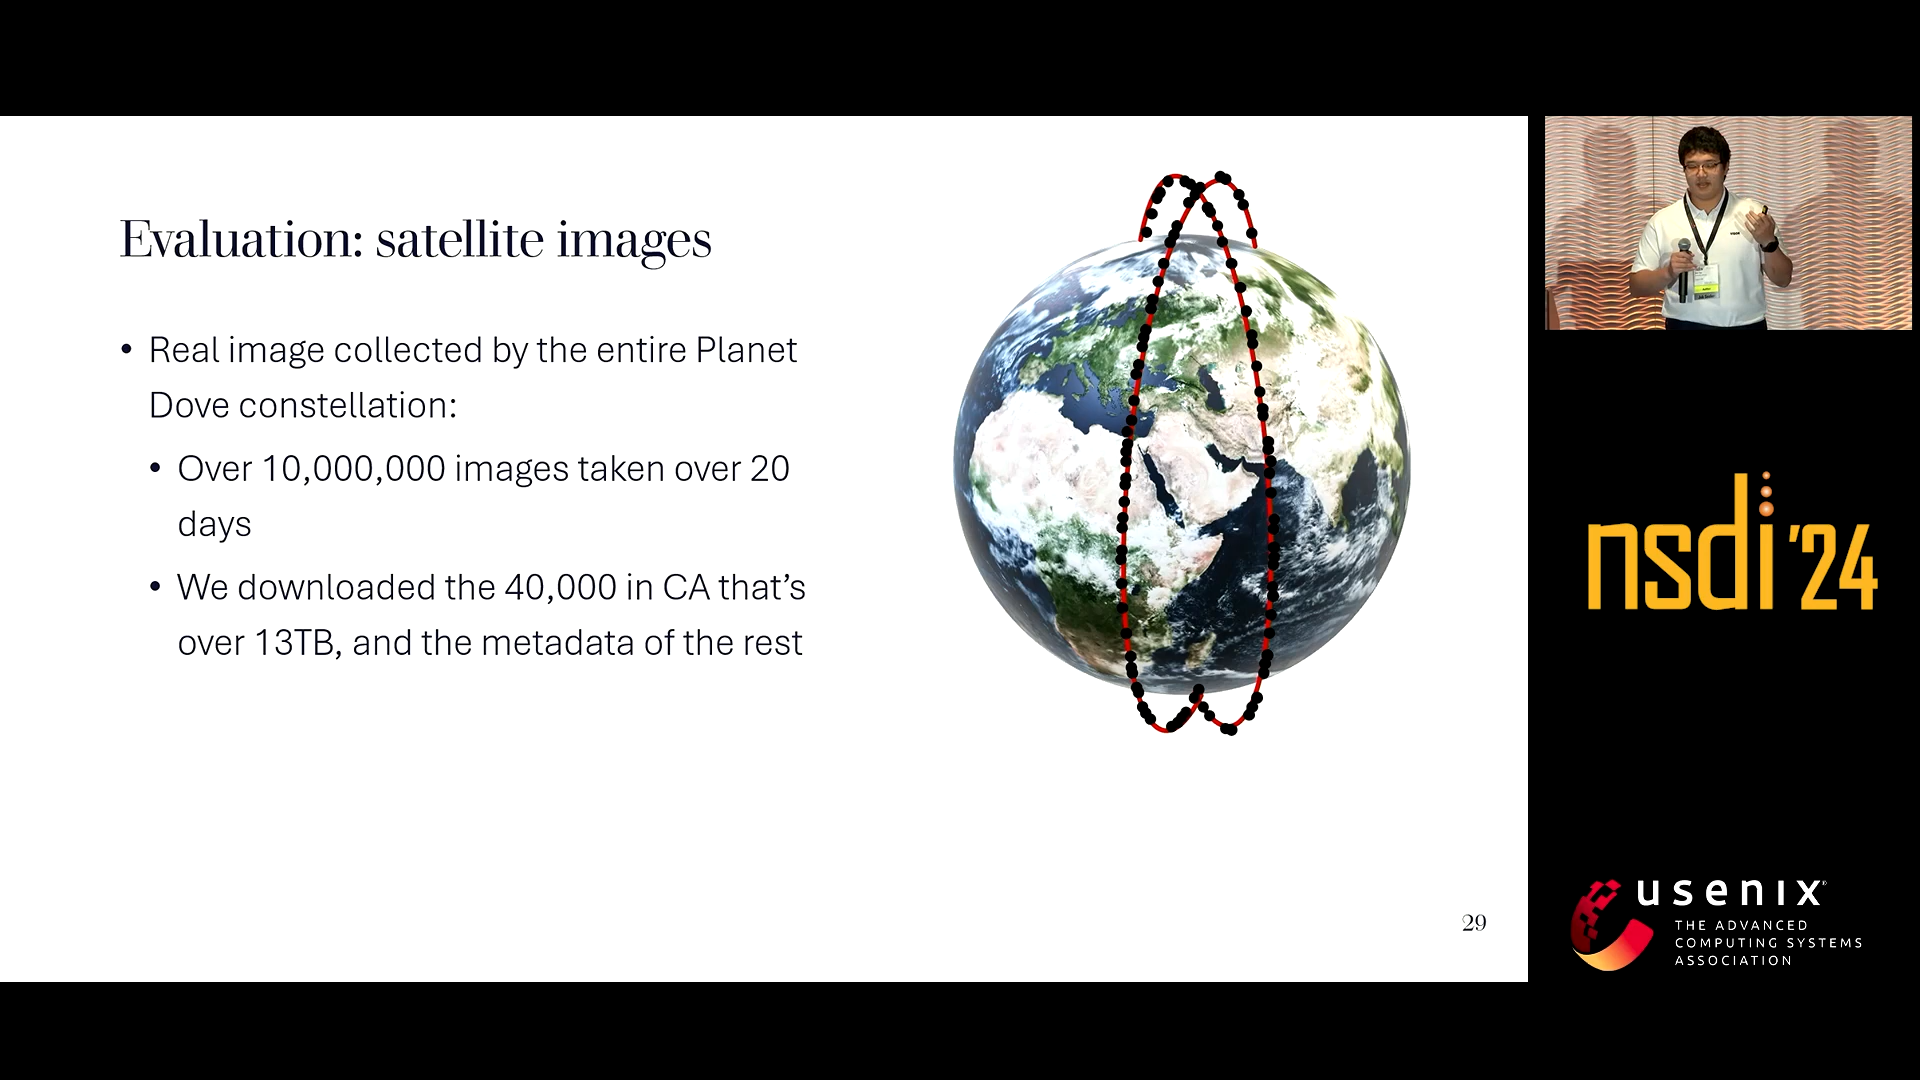 Evaluation: satellite images
• Real image collected by the entire Planet
Dove constellation:
• Over 10,000,000 images taken over 20
days
• We downloaded the 40,000 in CA that's
over 13TB, and the metadata of the rest
29
nsdi '24
usenix
THE ADVANCED
COMPUTING SYSTEMS
ASSOCIATION